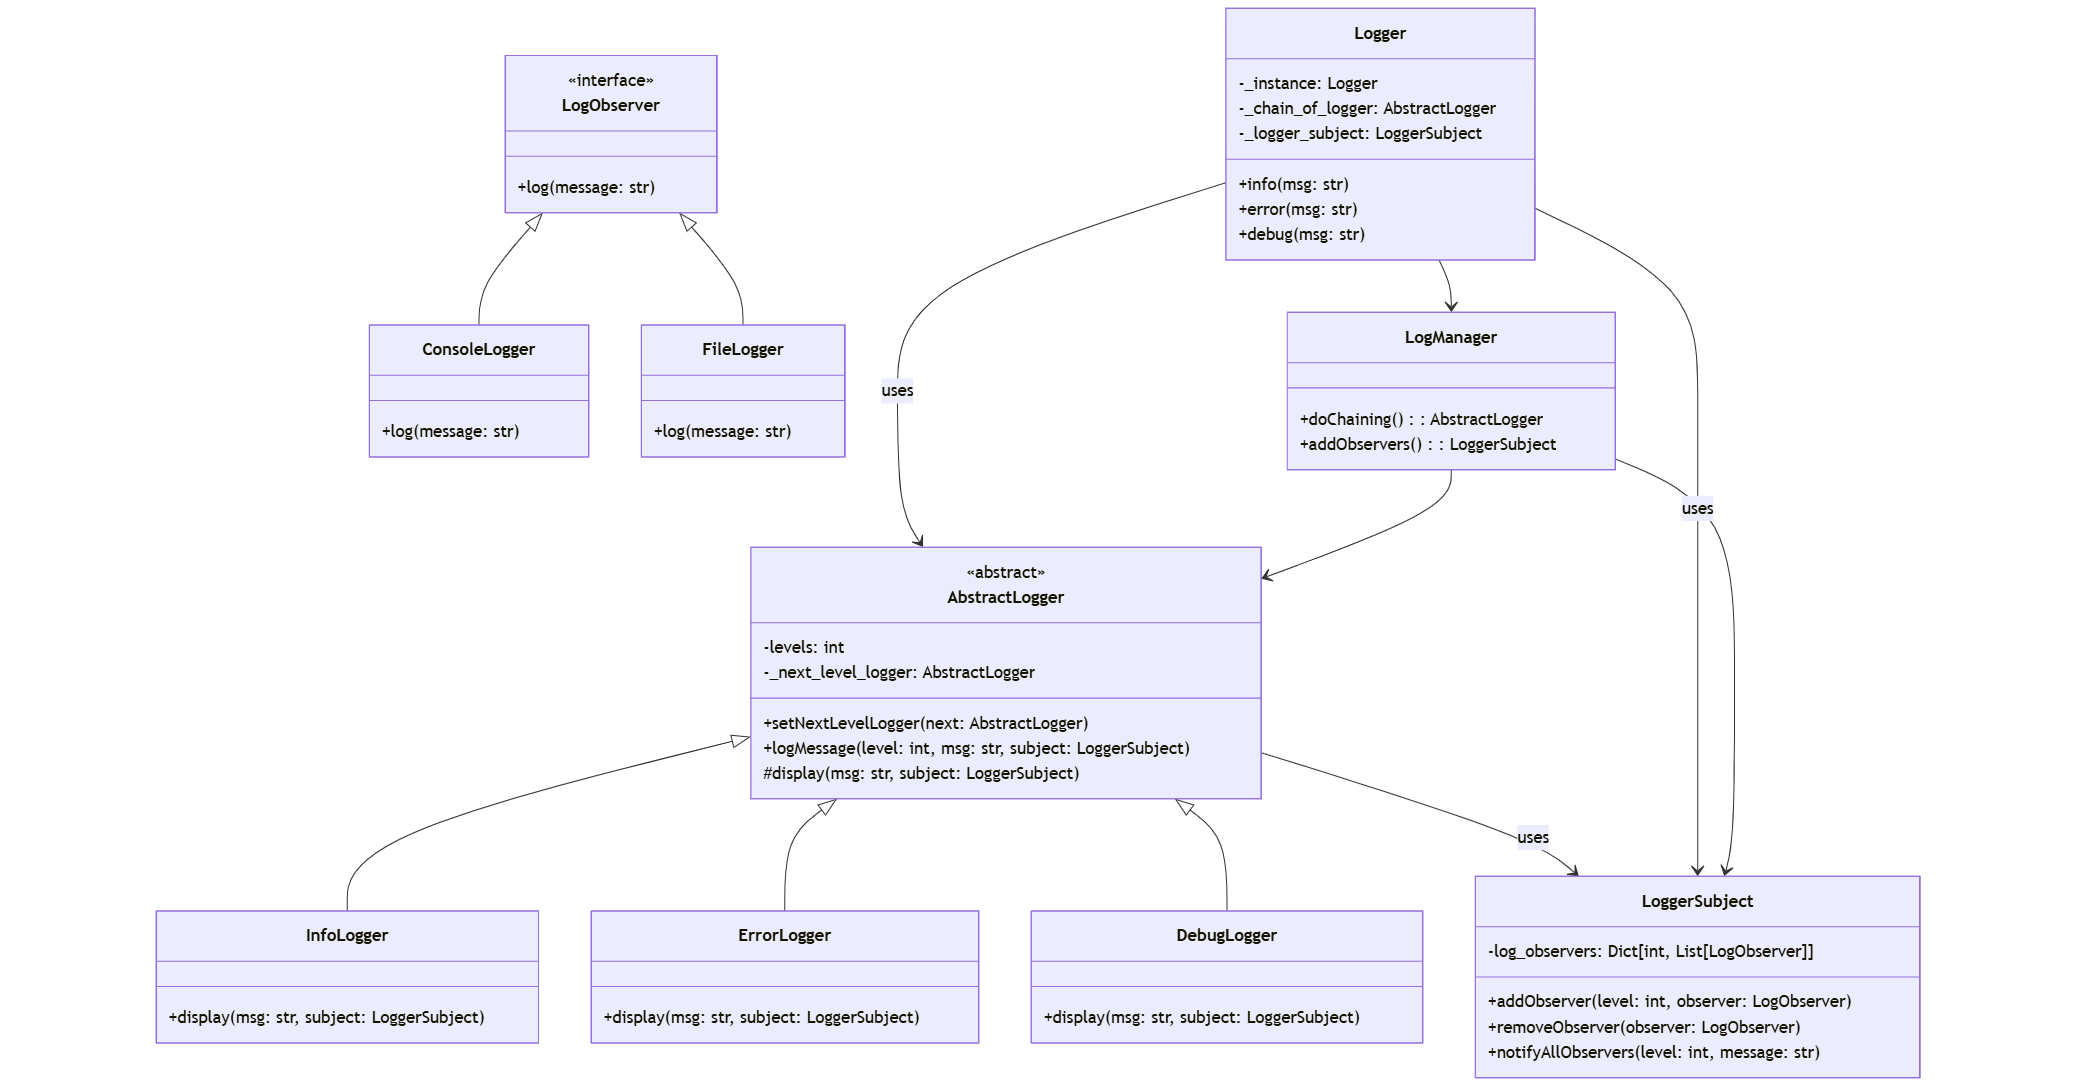 Logger
-_instance: Logger
-_chain_of_logger: AbstractLogger
-_logger_subject: LoggerSubject
+info(msg: str)
+error(msg: str)
+debug(msg: str)
«interface»
LogObserver
+log(message: str)
ConsoleLogger
+log(message: str)
FileLogger
+log(message: str)
uses
LogManager
+doChaining() : : AbstractLogger
+addObservers() : : LoggerSubject
uses
«abstract»
AbstractLogger
-levels: int
-_next_level_logger: AbstractLogger
+setNextLevelLogger(next: AbstractLogger)
+logMessage(level: int, msg: str, subject: LoggerSubject)
#display(msg: str, subject: LoggerSubject)
uses
InfoLogger
+display(msg: str, subject: LoggerSubject)
ErrorLogger
+display(msg: str, subject: LoggerSubject)
DebugLogger
+display(msg: str, subject: LoggerSubject)
LoggerSubject
-log_observers: Dict[int, List[LogObserver]]
+addObserver(level: int, observer: LogObserver)
+removeObserver(observer: LogObserver)
+notifyAllObservers(level: int, message: str)